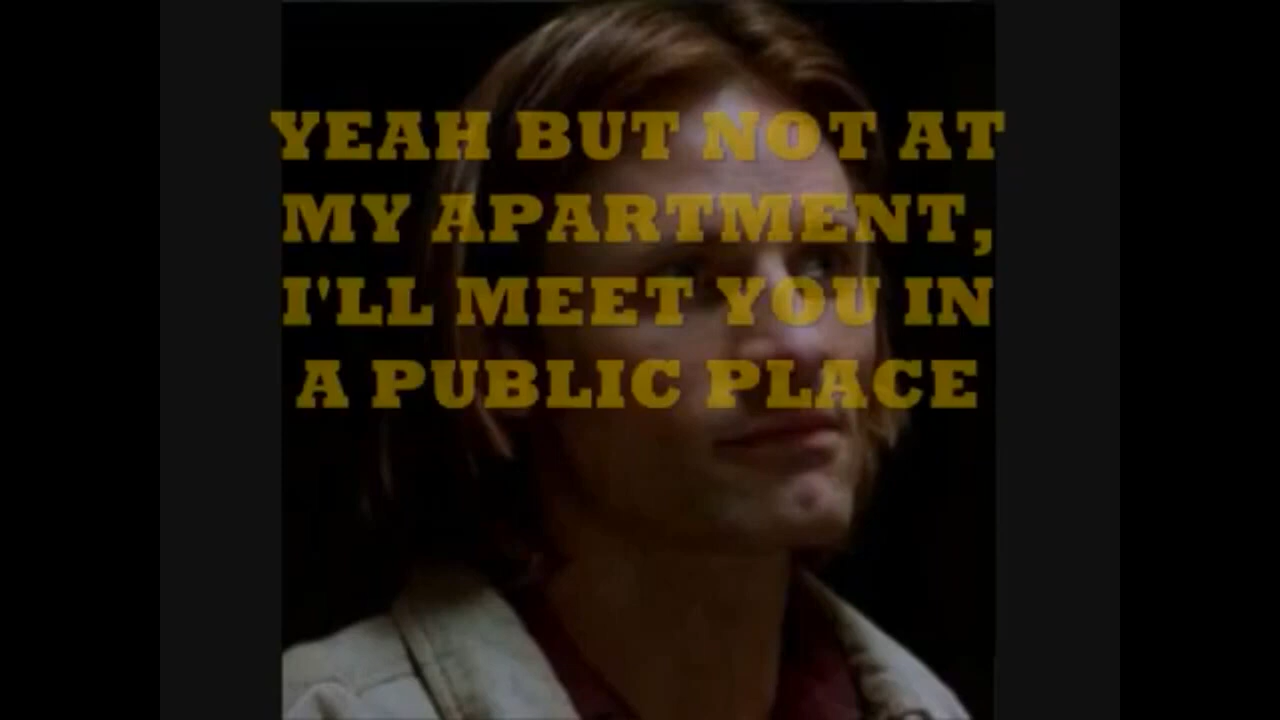 YEAH BUT NOT AT
MY APARTMENT,
I'LL MEET YOU IN
A PUBLIC PLACE